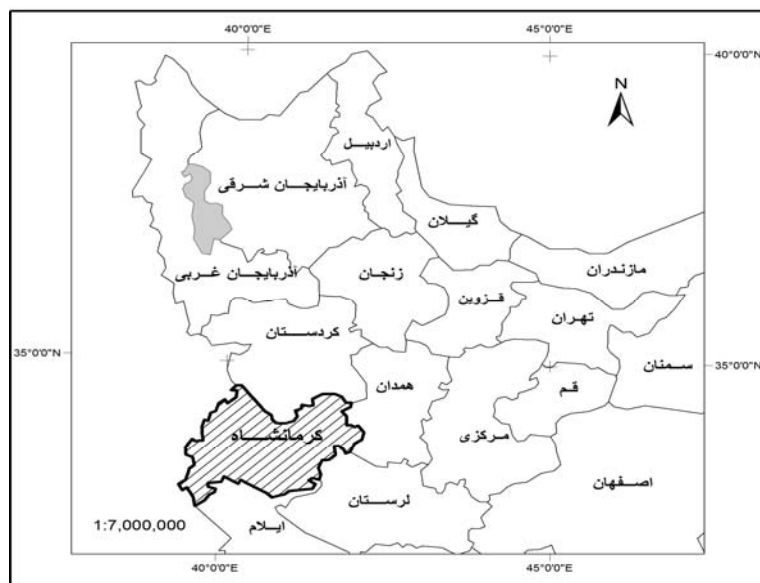 40°0'0"E
45°0'0"E
40°0'0"N
N
اردبیل
آذربایجان شرقی
گیلان
مازندران
آذربایجان غربی
زنجان
قزوین
تهران
35°0'0"N
کردستان
سمنان
35°0'0"N
همدان
قم
کرمانشاه
مرکزی
اصفهان
لرستان
ایلام
1:7,000,000
40°0'0"E
45°0'0"E